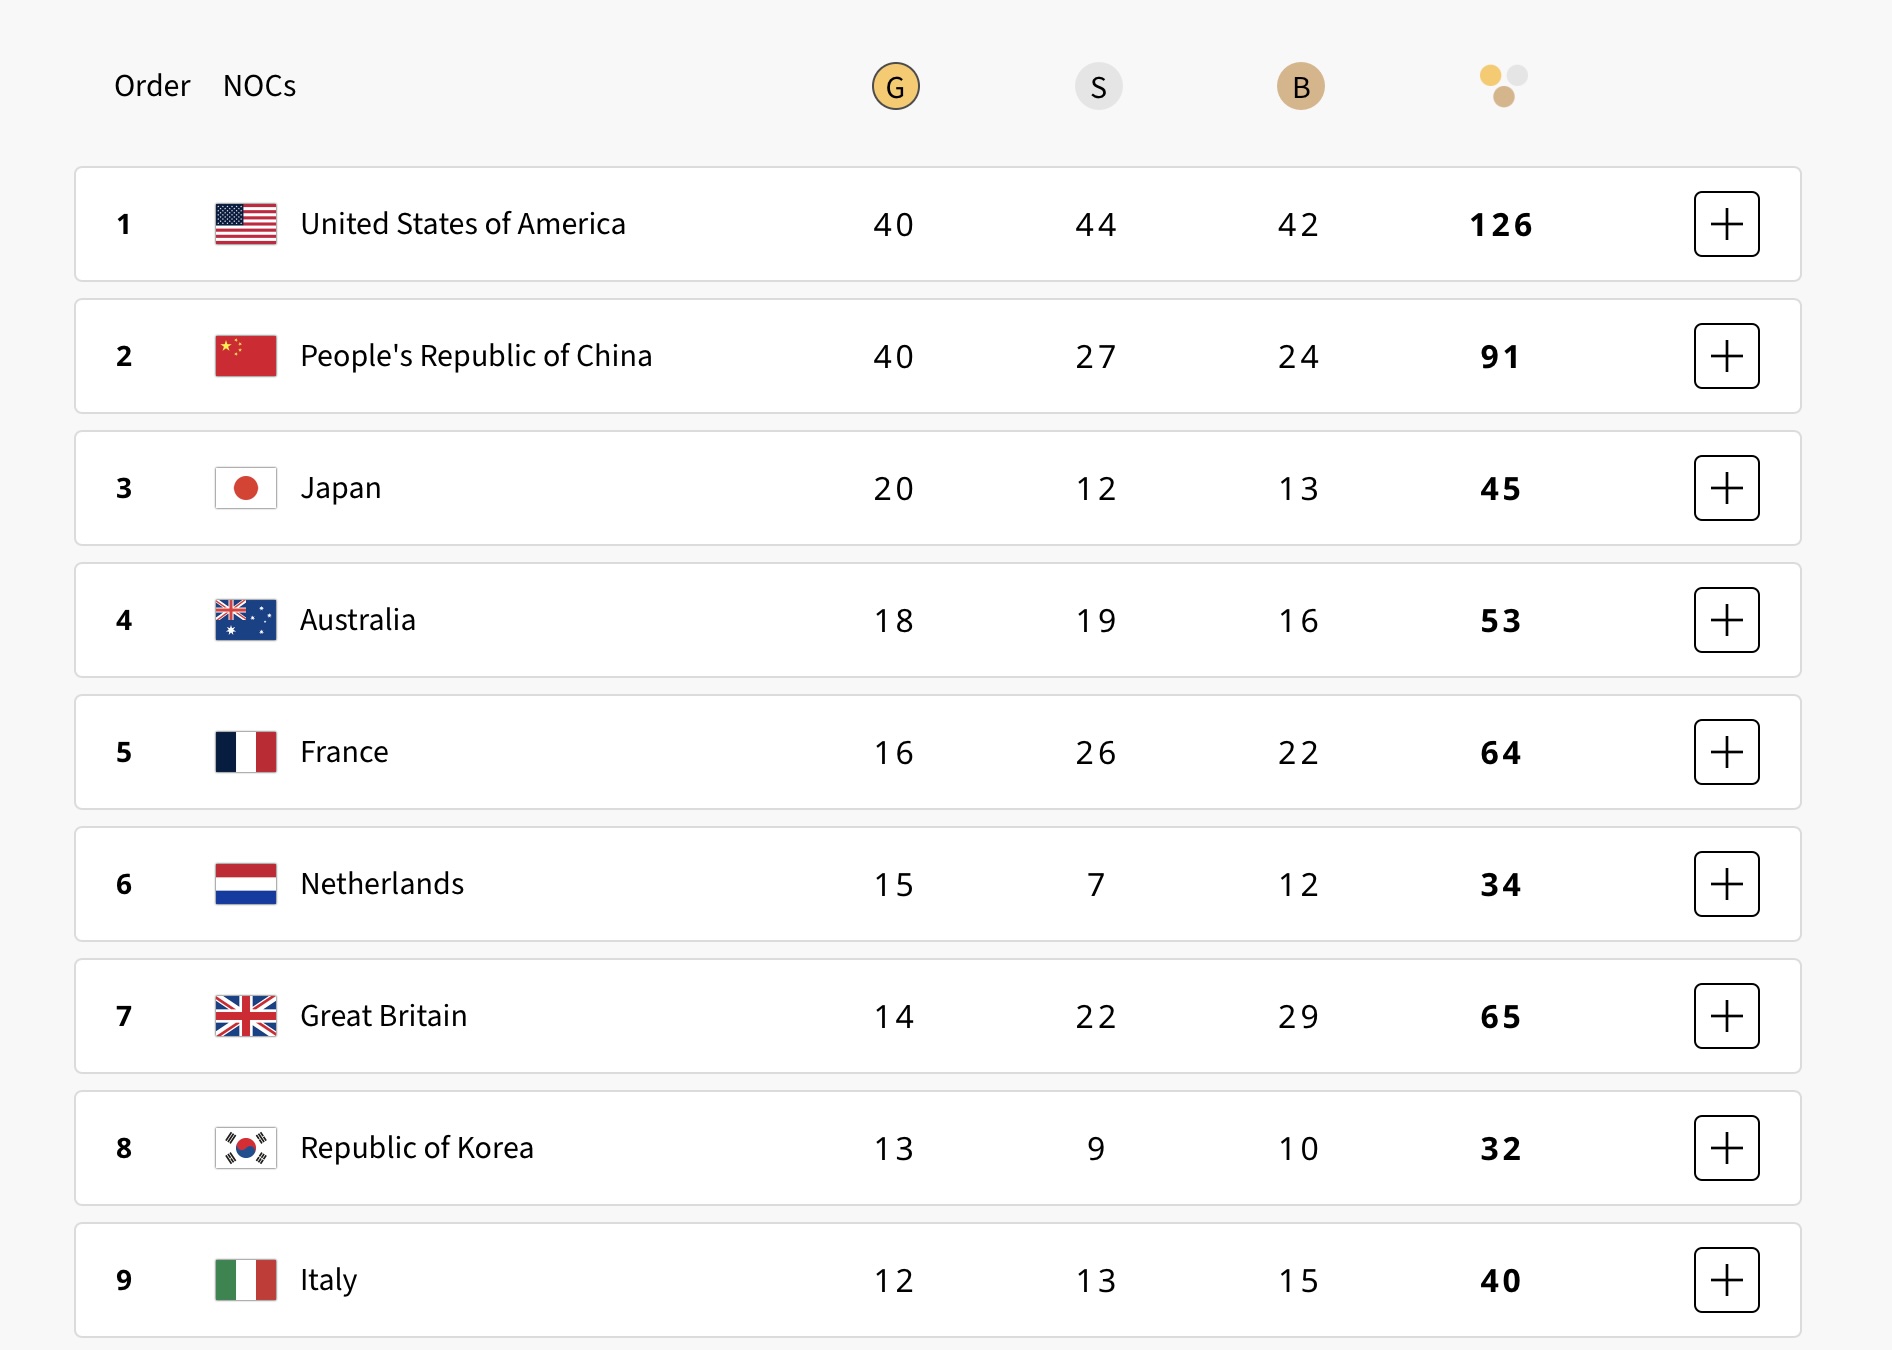 Order NOCs G S B
1 United States of America 40 44 42 126
2 People's Republic of China 40 27 24 91
3 Japan 20 12 13 45
4 Australia 18 19 16 53
5 France 16 26 22 64
6 Netherlands 15 7 12 34
7 Great Britain 14 22 29 65
8 Republic of Korea 13 9 10 32
9 Italy 12 13 15 40